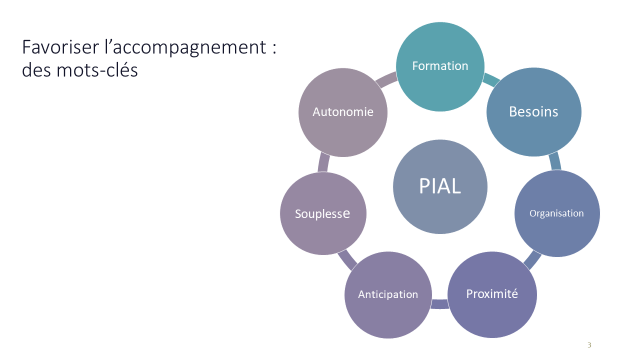 Favoriser l’accompagnement :
des mots-clés
Formation
Besoins
Organisation
Proximité
Anticipation
Souplesse
Autonomie
PIAL
3